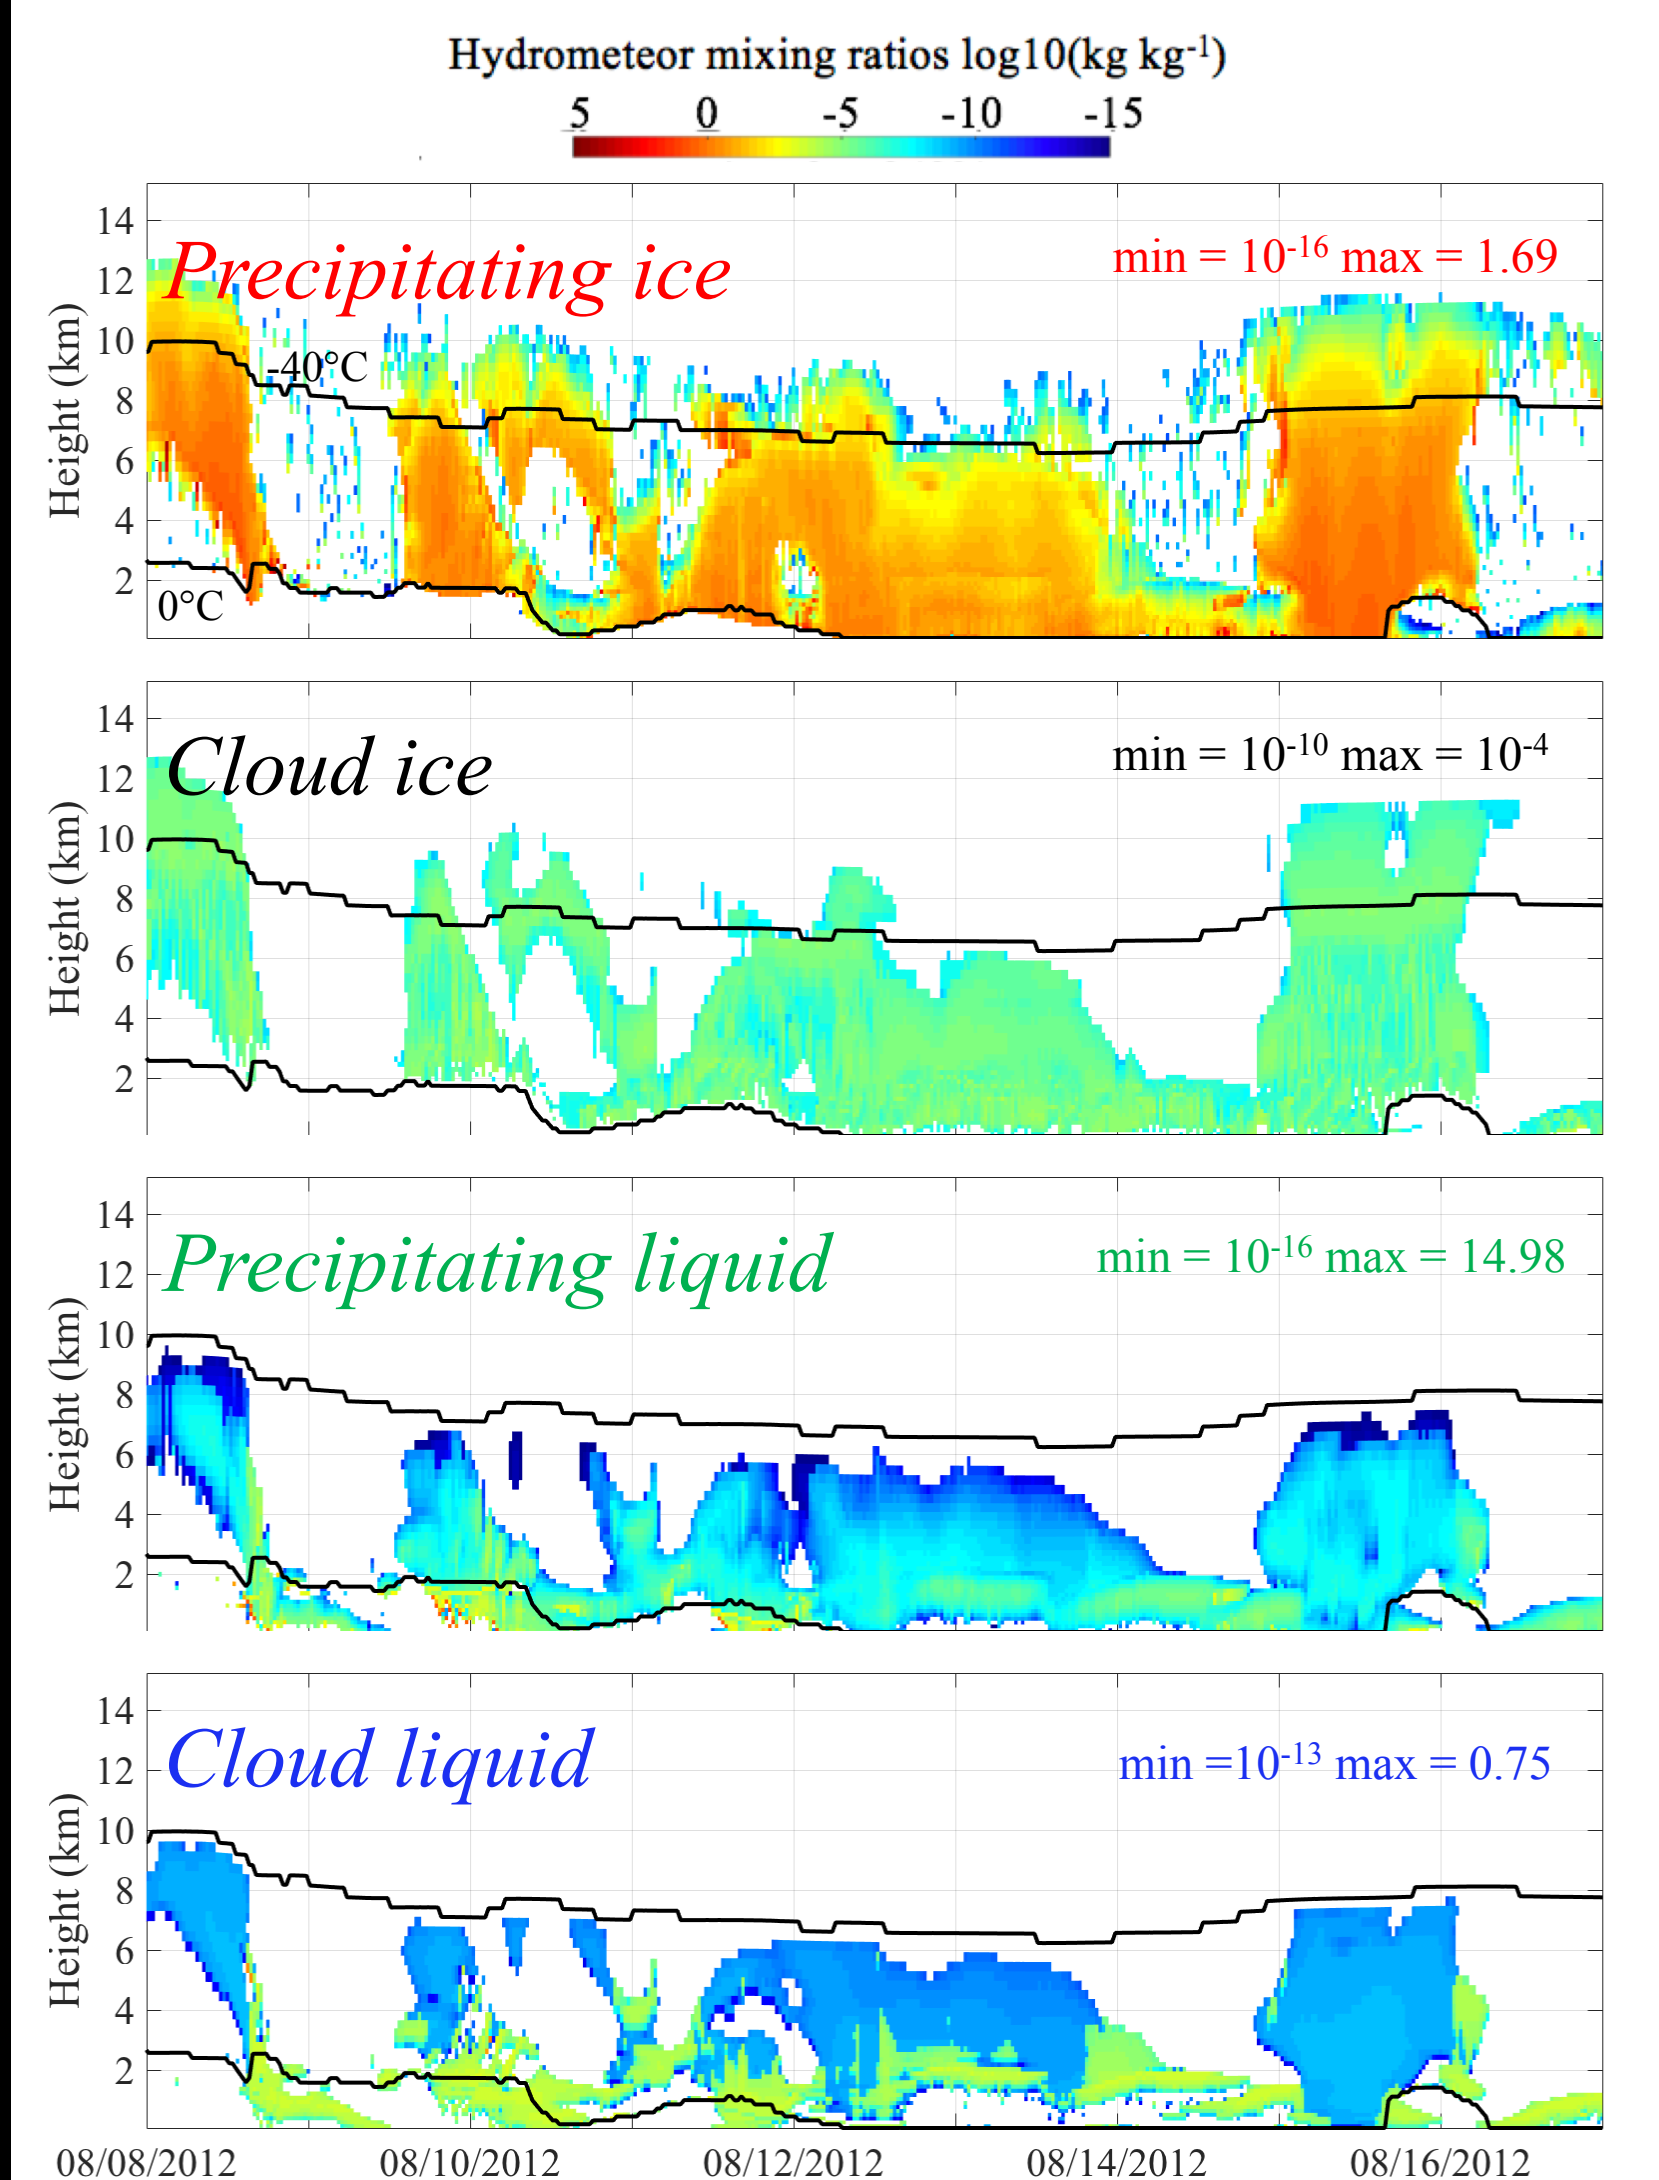 Hydrometeor mixing ratios log10(kg kg⁻¹)
5 0 -5 -10 -15
Precipitating ice
min = 10⁻¹⁶ max = 1.69
14
12
10
8
6
4
2
Height (km)
-40°C
0°C
Cloud ice
min = 10⁻¹⁰ max = 10⁻⁴
14
12
10
8
6
4
2
Height (km)
Precipitating liquid
min = 10⁻¹⁶ max = 14.98
14
12
10
8
6
4
2
Height (km)
Cloud liquid
min =10⁻¹³ max = 0.75
14
12
10
8
6
4
2
Height (km)
08/08/2012 08/10/2012 08/12/2012 08/14/2012 08/16/2012